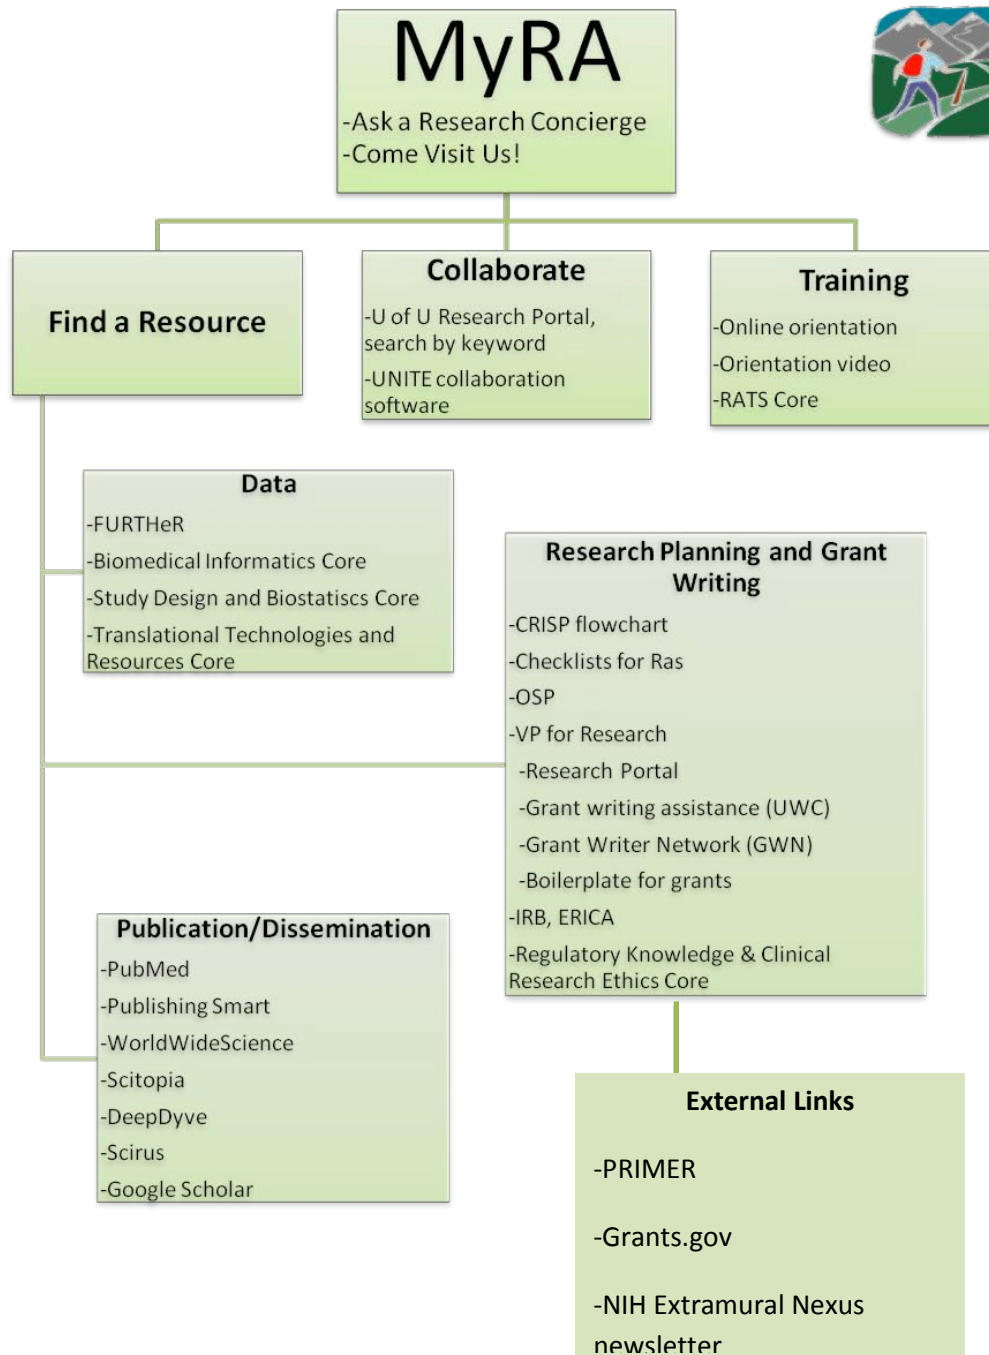 MyRA
-Ask a Research Concierge
-Come Visit Us!
Find a Resource
Collaborate
-U of U Research Portal,
search by keyword
-UNITE collaboration
software
Training
-Online orientation
-Orientation video
-RATS Core
Data
-FURTHeR
-Biomedical Informatics Core
-Study Design and Biostatiscs Core
-Translational Technologies and
Resources Core
Research Planning and Grant
Writing
-CRISP flowchart
-Checklists for Ras
-OSP
-VP for Research
-Research Portal
-Grant writing assistance (UWC)
-Grant Writer Network (GWN)
-Boilerplate for grants
-IRB, ERICA
-Regulatory Knowledge & Clinical
Research Ethics Core
Publication/Dissemination
-PubMed
-Publishing Smart
-WorldWideScience
-Scitopia
-DeepDyve
-Scirus
-Google Scholar
External Links
-PRIMER
-Grants.gov
-NIH Extramural Nexus
newsletter